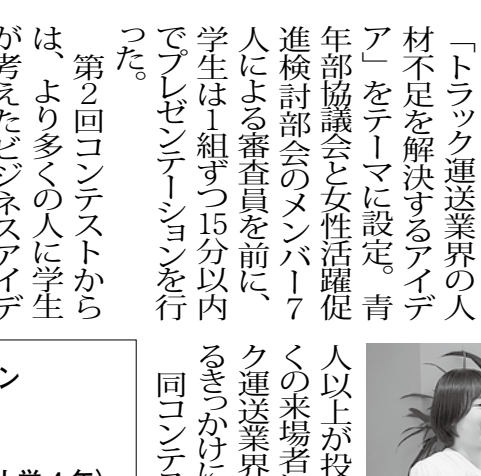 「トラック運送業界の人
材不足を解決するアイデ
ア」をテーマに設定。青
年部協議会と女性活躍促
進検討部会のメンバー７
人による審査員を前に、
学生は１組ずつ15分以内
でプレゼンテーションを行
った。
第２回コンテストから
は、より多くの人に学生
が考えたビジネスアイデ
人以上が投
くの来場者
ク運送業界
るきっかけに
同コンテス
ン
大学４年）